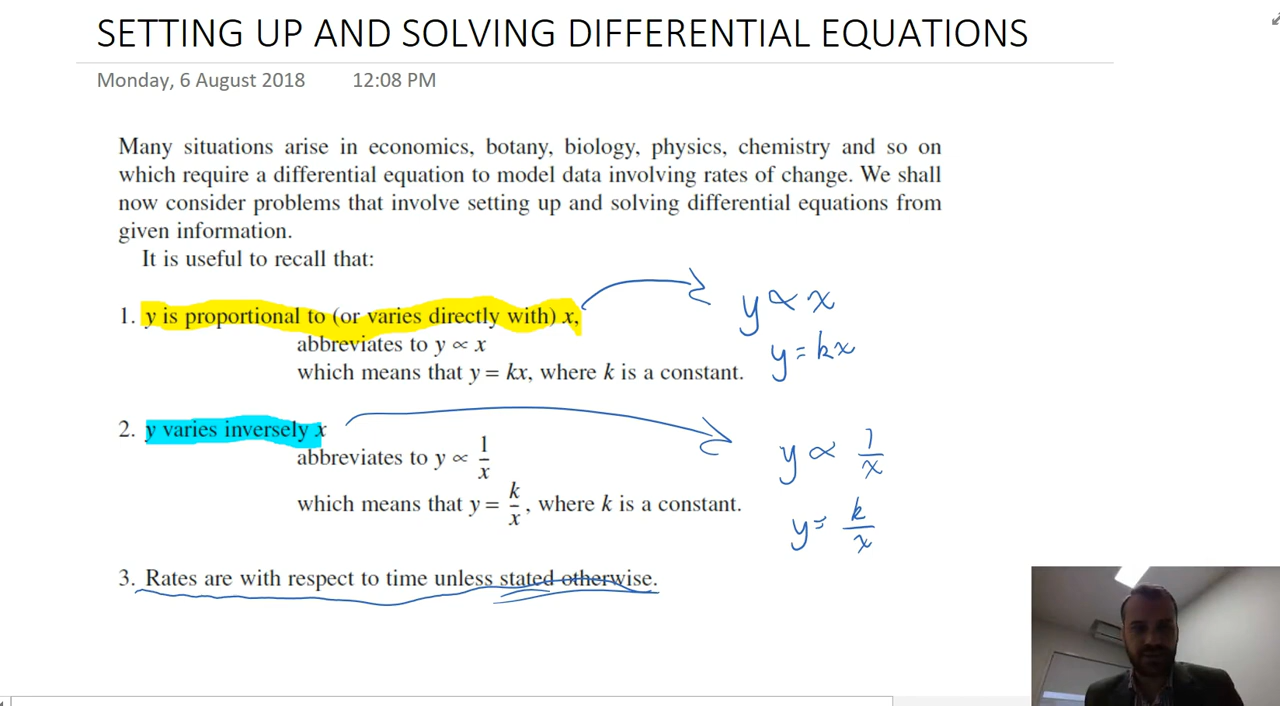 SETTING UP AND SOLVING DIFFERENTIAL EQUATIONS
Monday, 6 August 2018 12:08 PM
Many situations arise in economics, botany, biology, physics, chemistry and so on
which require a differential equation to model data involving rates of change. We shall
now consider problems that involve setting up and solving differential equations from
given information.
It is useful to recall that:
1. y is proportional to (or varies directly with) x,
y ∝ x
abbreviates to y ∝ x
y = kx
which means that y = kx, where k is a constant.
2. y varies inversely x
abbreviates to y ∝ 1/x
y ∝ 1/x
which means that y = k/x, where k is a constant.
y = k/x
3. Rates are with respect to time unless stated otherwise.